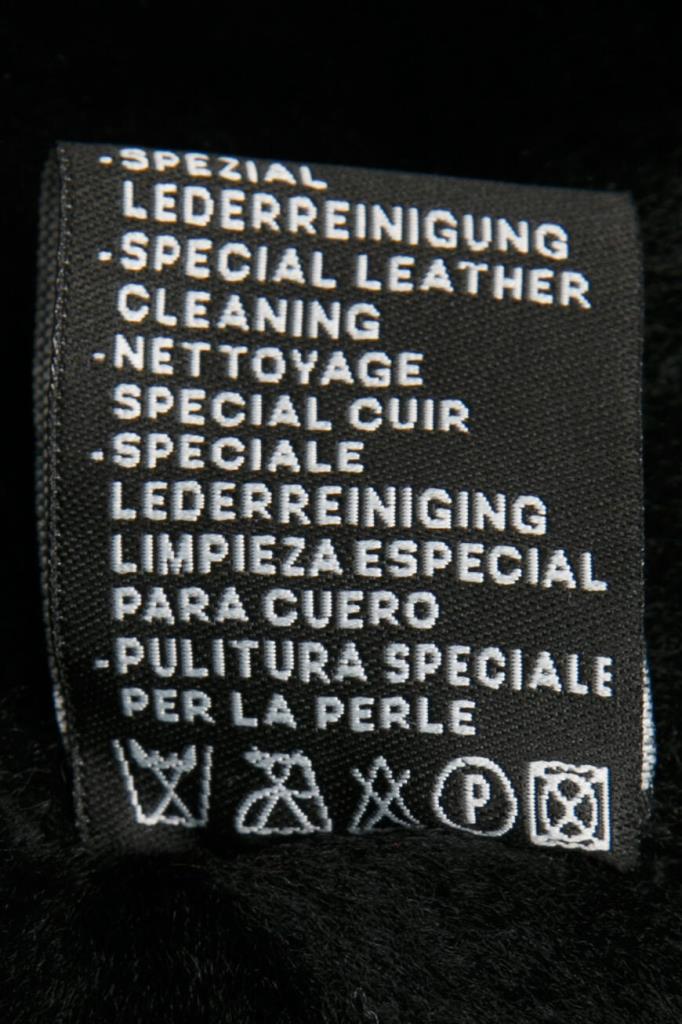 -SPEZIAL
LEDERREINIGUNG
-SPECIAL LEATHER
CLEANING
-NETTOYAGE
SPECIAL CUIR
-SPECIALE
LEDERREINIGING
LIMPIEZA ESPECIAL
PARA CUERO
-PULITURA SPECIALE
PER LA PERLE
P